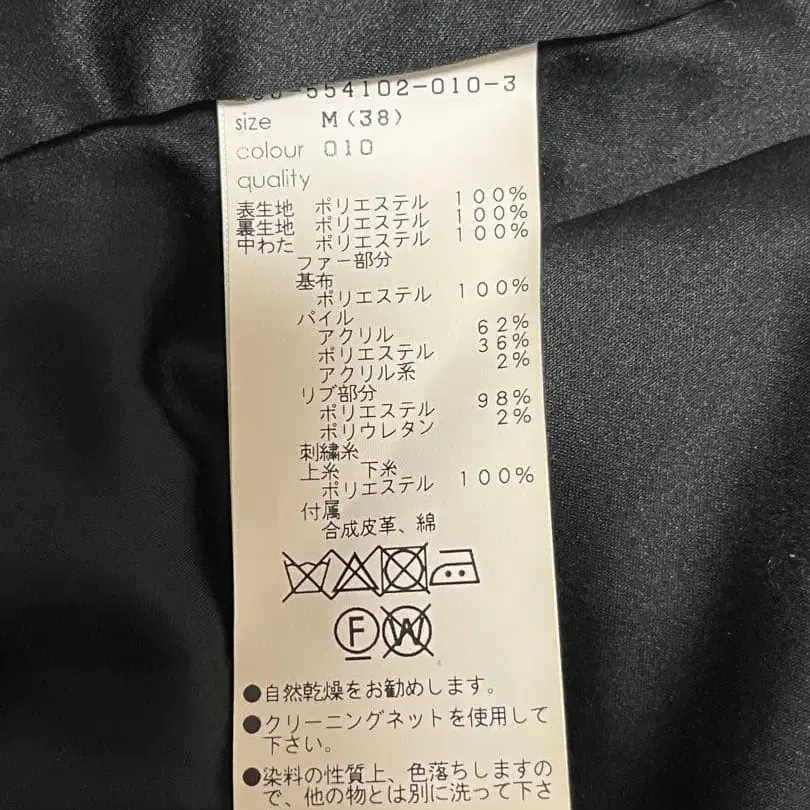 554102-010-3
size M(38)
colour 010
quality
表生地 ポリエステル 100%
裏生地 ポリエステル 100%
中わた ポリエステル 100%
ファー部分
基布
ポリエステル 100%
パイル
アクリル 62%
ポリエステル 36%
アクリル系 2%
リブ部分
ポリエステル 98%
ポリウレタン 2%
刺繍糸
上糸 下糸
ポリエステル 100%
付属
合成皮革、綿
F W
●自然乾燥をお勧めします。
●クリーニングネットを使用して
下さい。
●染料の性質上、色落ちしますの
で、他の物とは別に洗って下さ